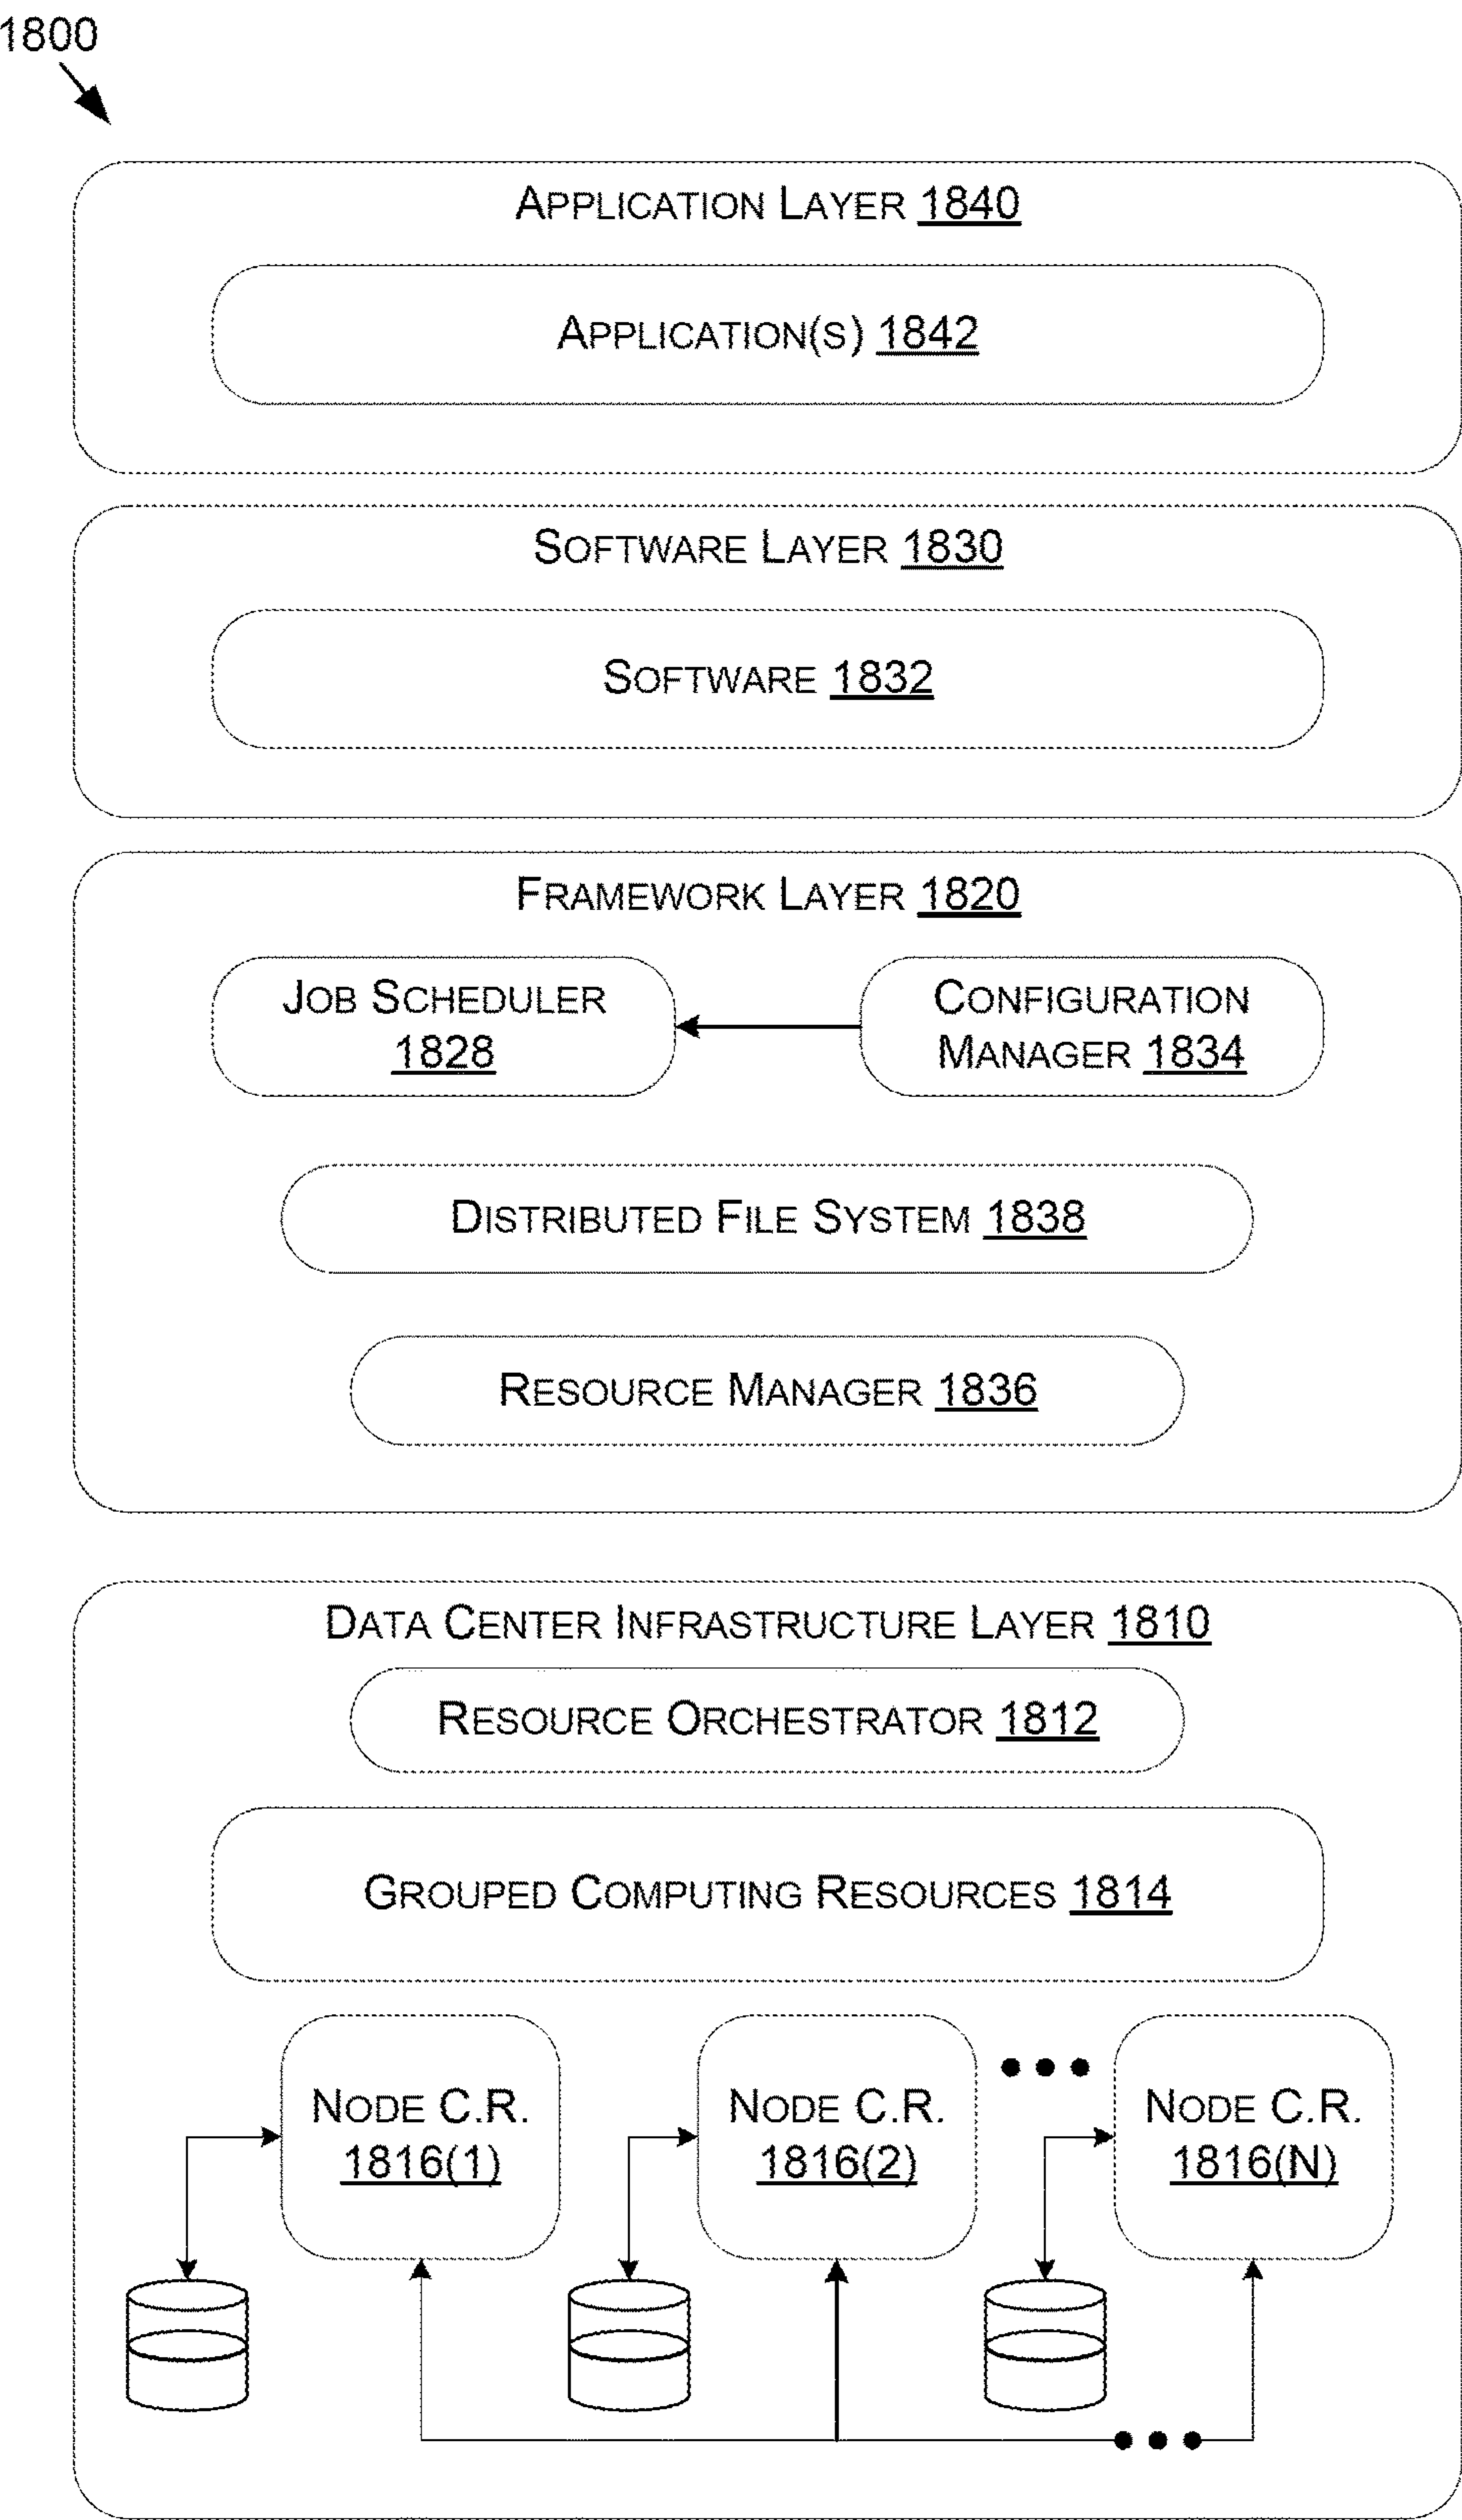 1800
APPLICATION LAYER 1840
APPLICATION(S) 1842
SOFTWARE LAYER 1830
SOFTWARE 1832
FRAMEWORK LAYER 1820
JOB SCHEDULER
1828
CONFIGURATION
MANAGER 1834
DISTRIBUTED FILE SYSTEM 1838
RESOURCE MANAGER 1836
DATA CENTER INFRASTRUCTURE LAYER 1810
RESOURCE ORCHESTRATOR 1812
GROUPED COMPUTING RESOURCES 1814
NODE C.R.
1816(1)
NODE C.R.
1816(2)
NODE C.R.
1816(N)